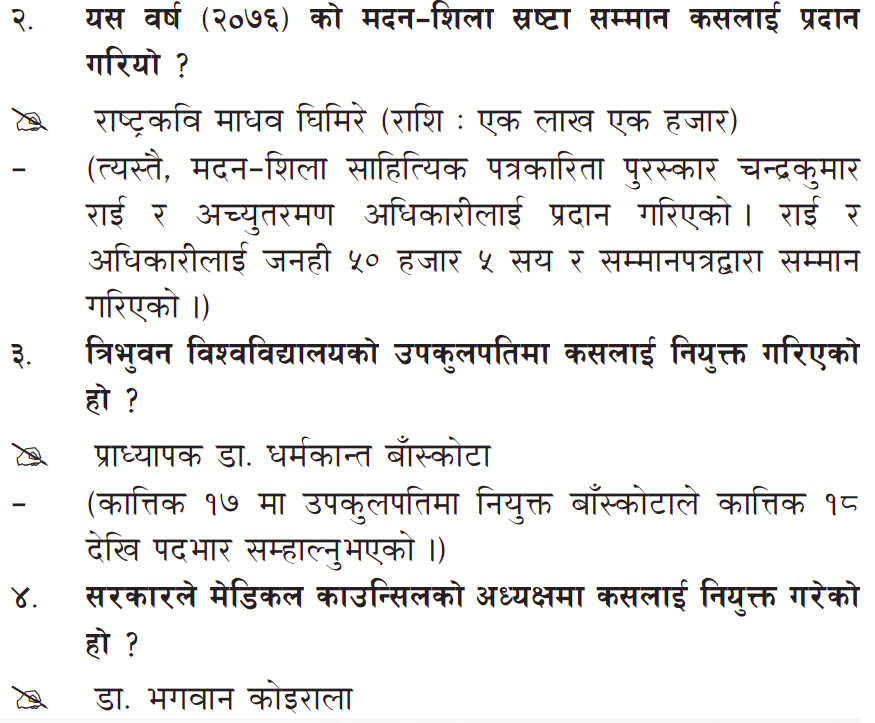 २. यस वर्ष (२०७६) को मदन-शिला स्रष्टा सम्मान कसलाई प्रदान
गरियो ?
राष्ट्रकवि माधव घिमिरे (राशि : एक लाख एक हजार)
- (त्यस्तै, मदन-शिला साहित्यिक पत्रकारिता पुरस्कार चन्द्रकुमार
राई र अच्युतरमण अधिकारीलाई प्रदान गरिएको । राई र
अधिकारीलाई जनही ५० हजार ५ सय र सम्मानपत्रद्वारा सम्मान
गरिएको ।)
३. त्रिभुवन विश्वविद्यालयको उपकुलपतिमा कसलाई नियुक्त गरिएको
हो ?
प्राध्यापक डा. धर्मकान्त बाँस्कोटा
- (कात्तिक १७ मा उपकुलपतिमा नियुक्त बाँस्कोटाले कात्तिक १८
देखि पदभार सम्हाल्नुभएको ।)
४. सरकारले मेडिकल काउन्सिलको अध्यक्षमा कसलाई नियुक्त गरेको
हो ?
डा. भगवान कोइराला